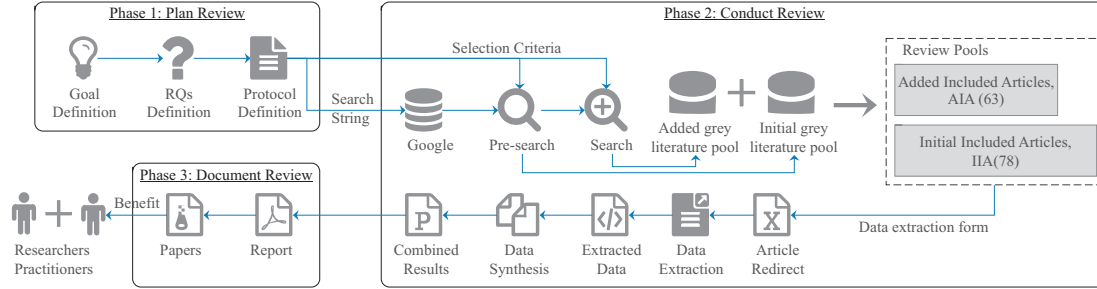 Phase 1: Plan Review
Goal
Definition
RQs
Definition
Protocol
Definition
Phase 2: Conduct Review
Selection Criteria
Search
String
Google
Pre-search
Search
Added grey
literature pool
Initial grey
literature pool
Review Pools
Added Included Articles,
AIA (63)
Initial Included Articles,
IIA(78)
Data extraction form
Article
Redirect
Data
Extraction
Extracted
Data
Data
Synthesis
P
Combined
Results
X
Phase 3: Document Review
Report
Papers
Benefit
Researchers
Practitioners